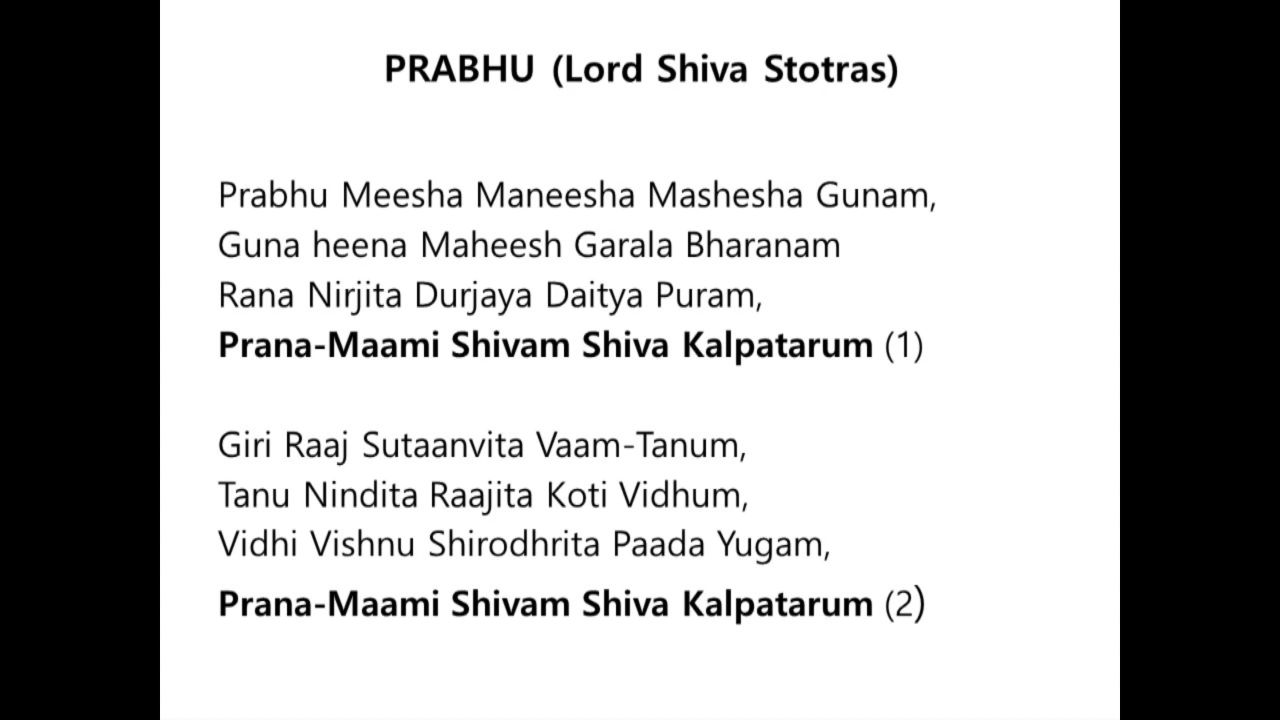 PRABHU (Lord Shiva Stotras)
Prabhu Meesha Maneesha Mashesha Gunam,
Guna heena Maheesh Garala Bharanam
Rana Nirjita Durjaya Daitya Puram,
Prana-Maami Shivam Shiva Kalpatarum (1)
Giri Raaj Sutaanvita Vaam-Tanum,
Tanu Nindita Raajita Koti Vidhum,
Vidhi Vishnu Shirodhrita Paada Yugam,
Prana-Maami Shivam Shiva Kalpatarum (2)